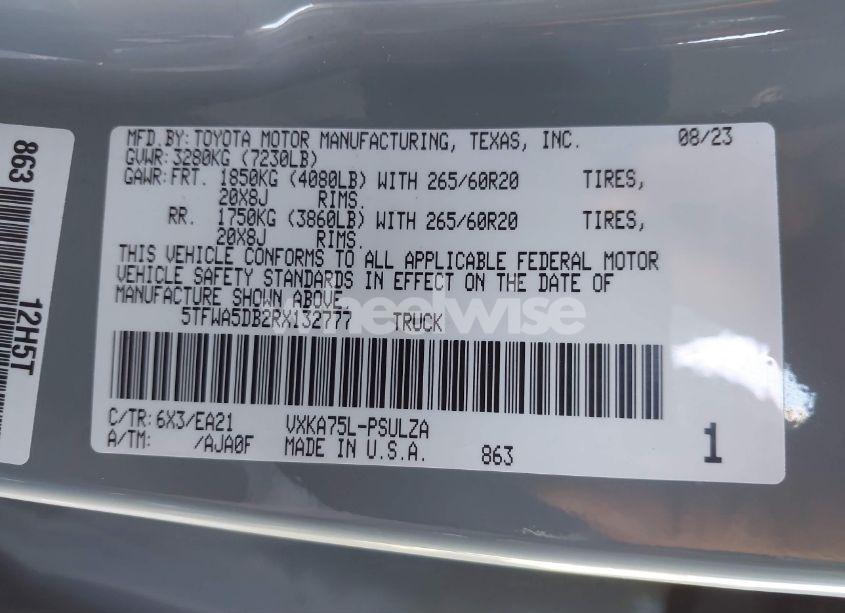 MFD.BY:TOYOTA MOTOR MANUFACTURING, TEXAS, INC. 08/23
GVWR:3280KG (7230LB)
GAWR:FRT. 1850KG (4080LB) WITH 265/60R20 TIRES,
20X8J RIMS.
RR. 1750KG (3860LB) WITH 265/60R20 TIRES,
20X8J RIMS.
THIS VEHICLE CONFORMS TO ALL APPLICABLE FEDERAL MOTOR
VEHICLE SAFETY STANDARDS IN EFFECT ON THE DATE OF
MANUFACTURE SHOWN ABOVE.
5TFWA5DB2RX132777 TRUCK
C/TR:6X3/EA21 VXKA75L-PSULZA
A/TM: /AJA0F MADE IN U.S.A. 863 1
863 12H5T
wheelwise